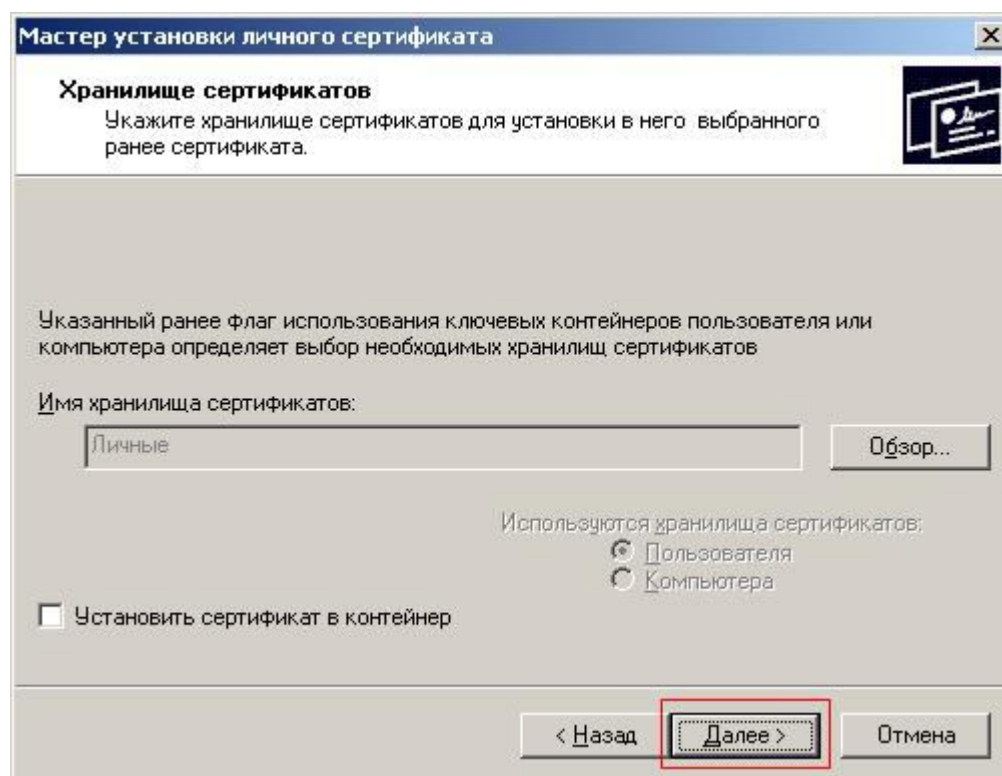 Мастер установки личного сертификата
Хранилище сертификатов
Укажите хранилище сертификатов для установки в него выбранного
ранее сертификата.
Указанный ранее флаг использования ключевых контейнеров пользователя или
компьютера определяет выбор необходимых хранилищ сертификатов
Имя хранилища сертификатов:
Личные
Обзор...
Используются хранилища сертификатов:
Пользователя
Компьютера
Установить сертификат в контейнер
< Назад
Далее >
Отмена